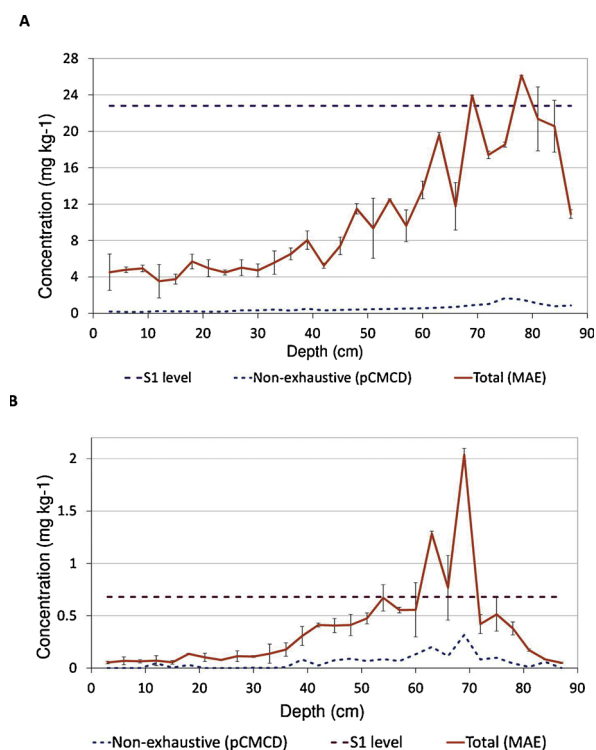 A
28
24
20
16
12
8
4
0
Concentration (mg kg-1)
0 10 20 30 40 50 60 70 80 90
Depth (cm)
S1 level Non-exhaustive (pCMCD) Total (MAE)
B
2
1.5
1
0.5
0
Concentration (mg kg-1)
0 10 20 30 40 50 60 70 80 90
Depth (cm)
Non-exhaustive (pCMCD) S1 level Total (MAE)